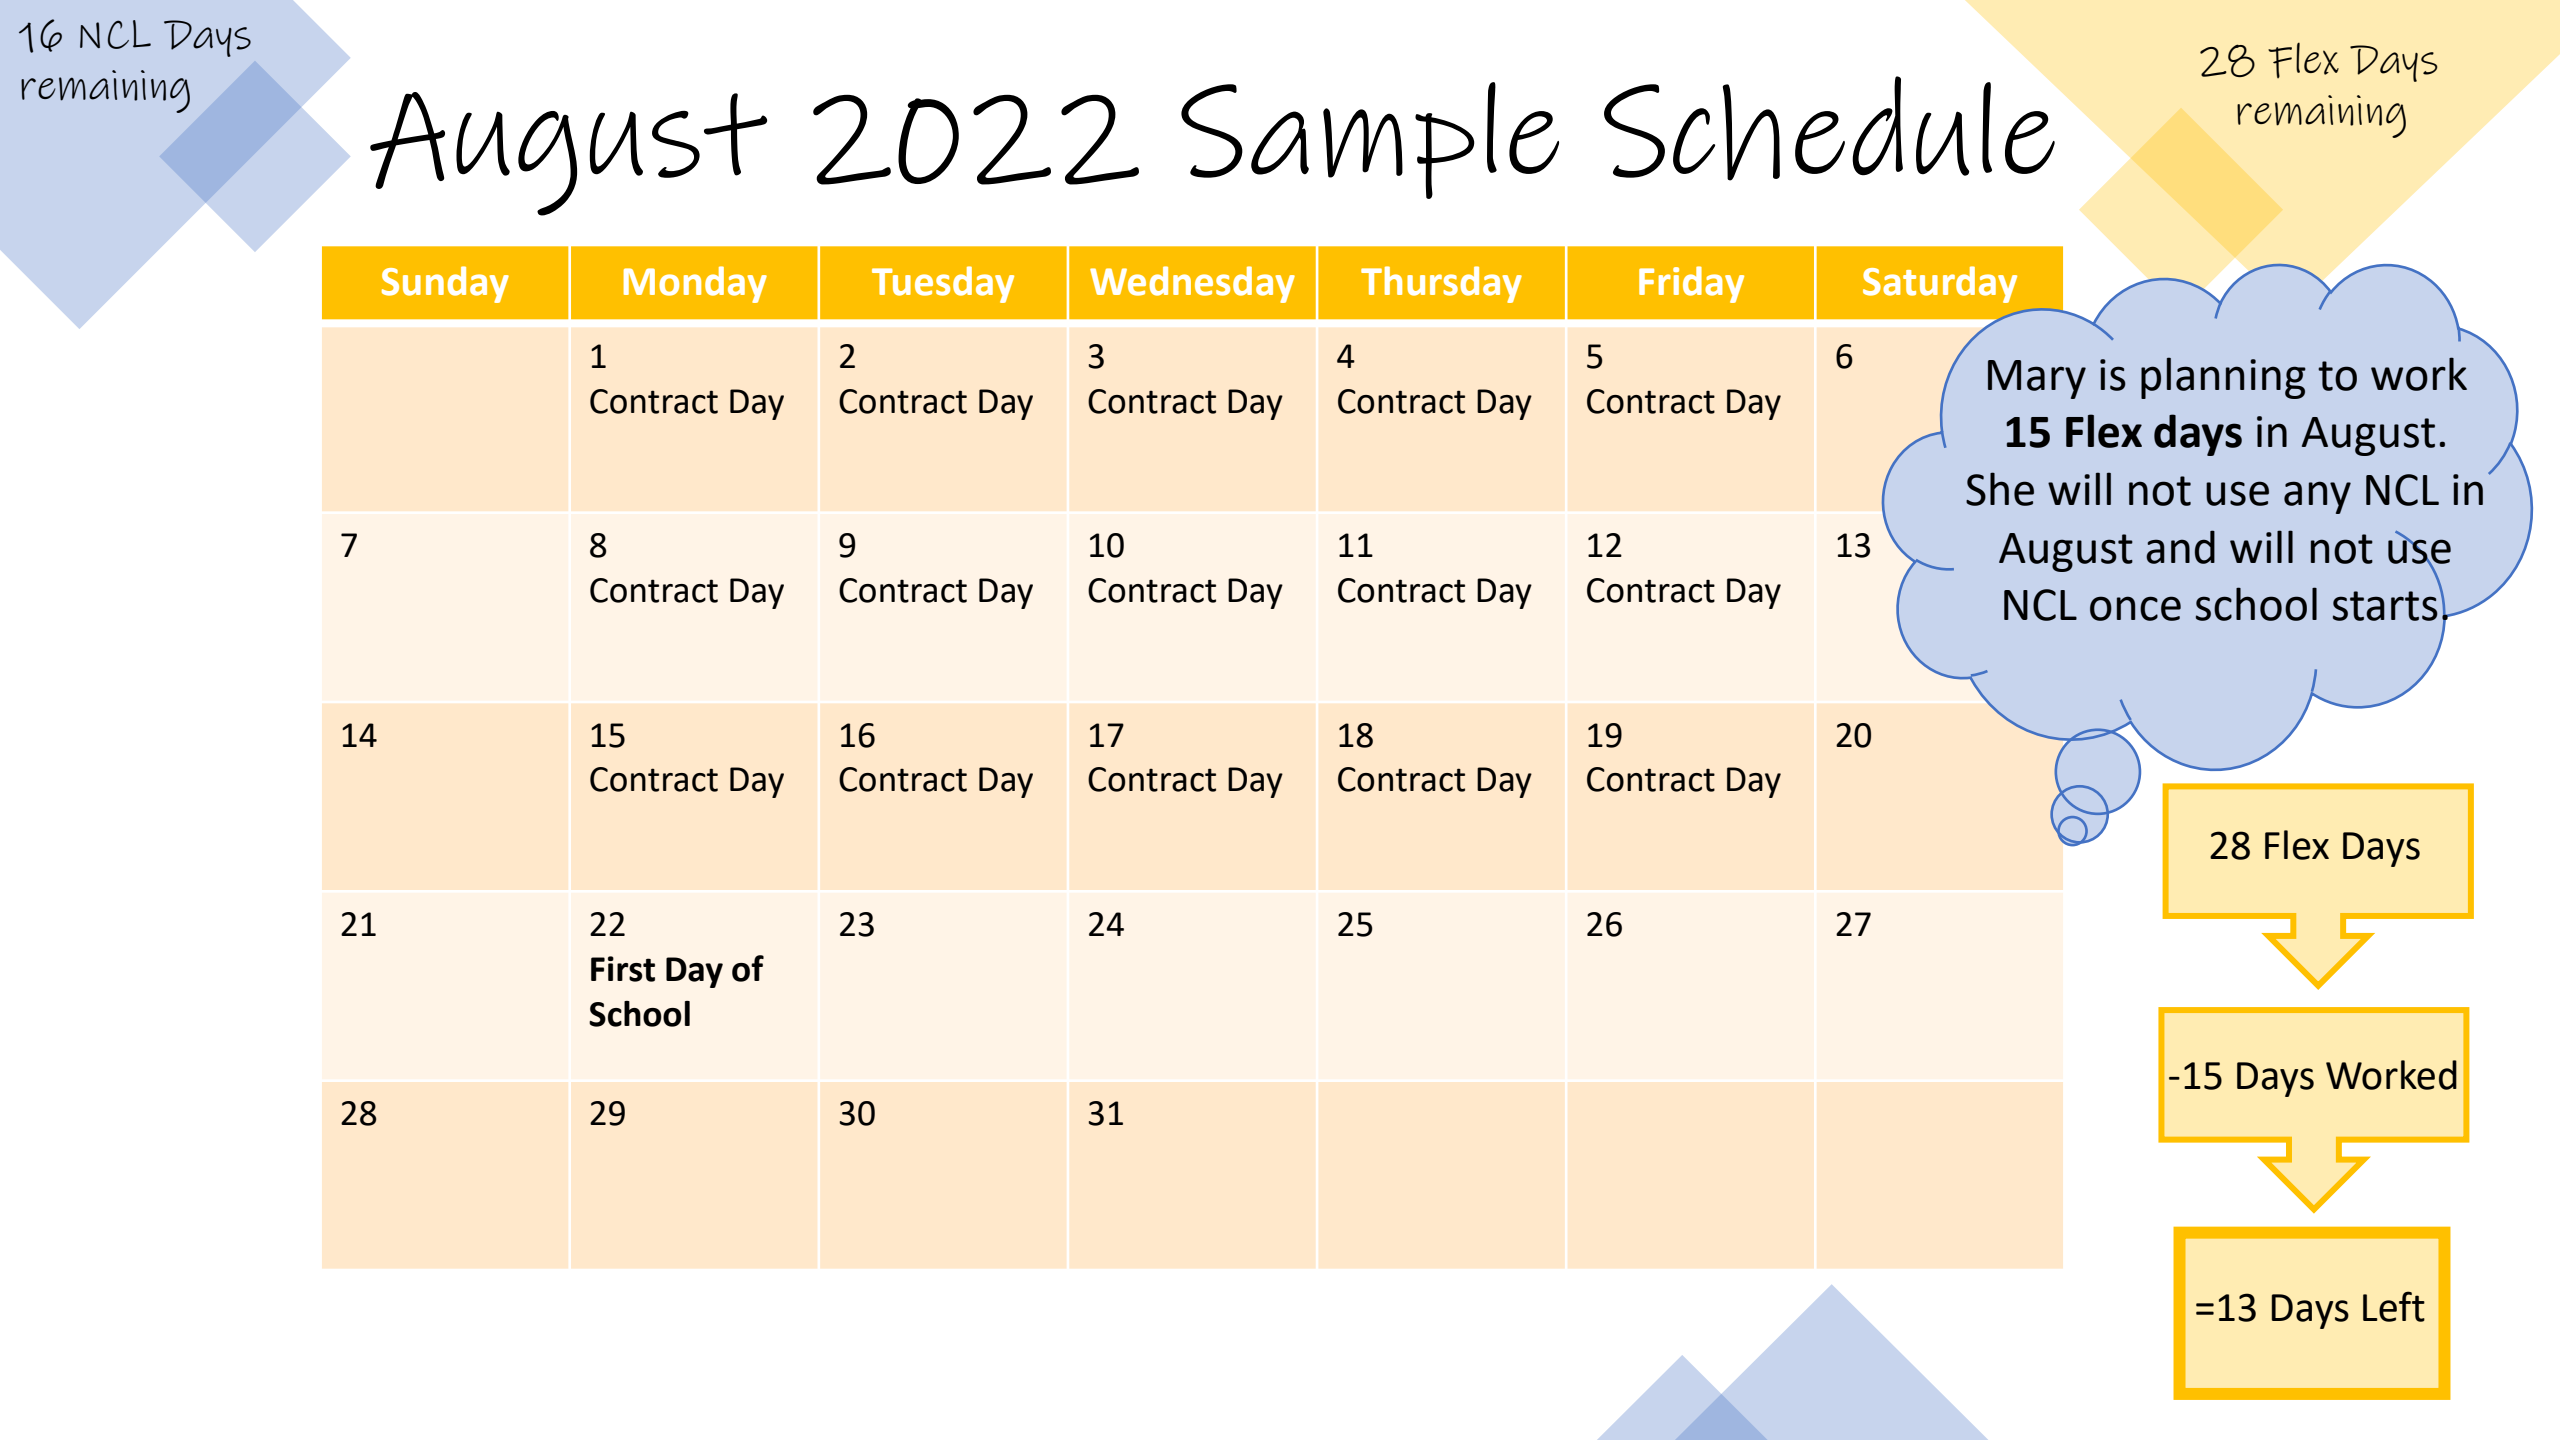 16 NCL Days
remaining
28 Flex Days
remaining
August 2022 Sample Schedule
Sunday Monday Tuesday Wednesday Thursday Friday Saturday
1 2 3 4 5 6
Contract Day Contract Day Contract Day Contract Day Contract Day
7 8 9 10 11 12 13
Contract Day Contract Day Contract Day Contract Day Contract Day
14 15 16 17 18 19 20
Contract Day Contract Day Contract Day Contract Day Contract Day
21 22 23 24 25 26 27
First Day of
School
28 29 30 31
Mary is planning to work
15 Flex days in August.
She will not use any NCL in
August and will not use
NCL once school starts.
28 Flex Days
-15 Days Worked
=13 Days Left